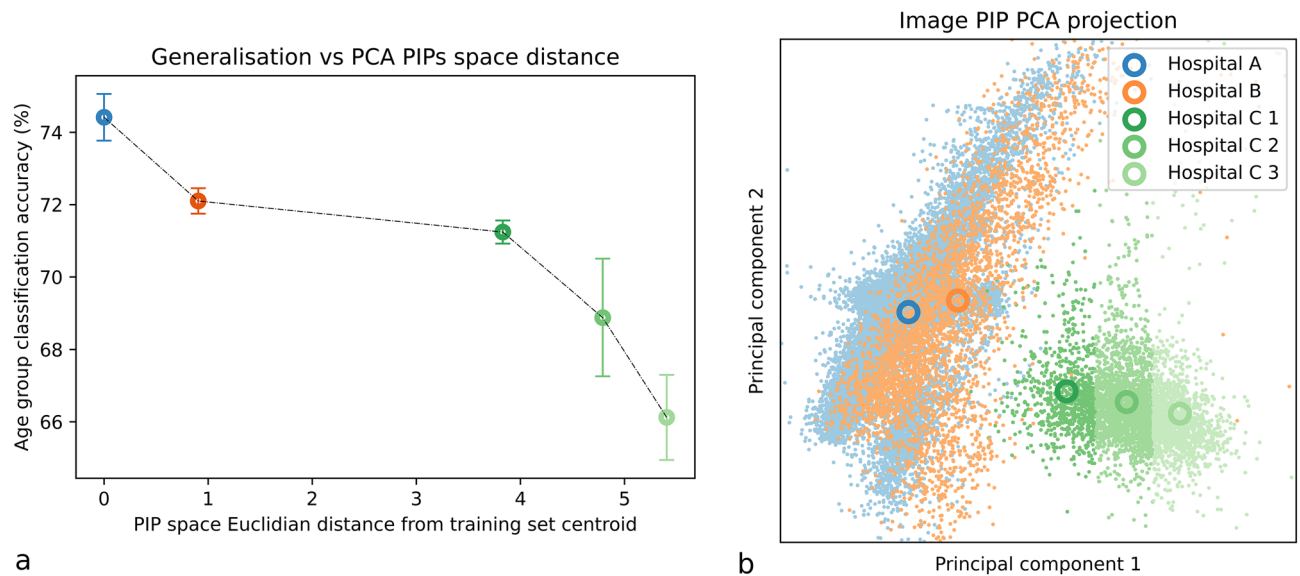 Generalisation vs PCA PIPs space distance
Age group classification accuracy (%)
74
72
70
68
66
0 1 2 3 4 5
PIP space Euclidian distance from training set centroid
a
Image PIP PCA projection
Hospital A
Hospital B
Hospital C 1
Hospital C 2
Hospital C 3
Principal component 2
Principal component 1
b